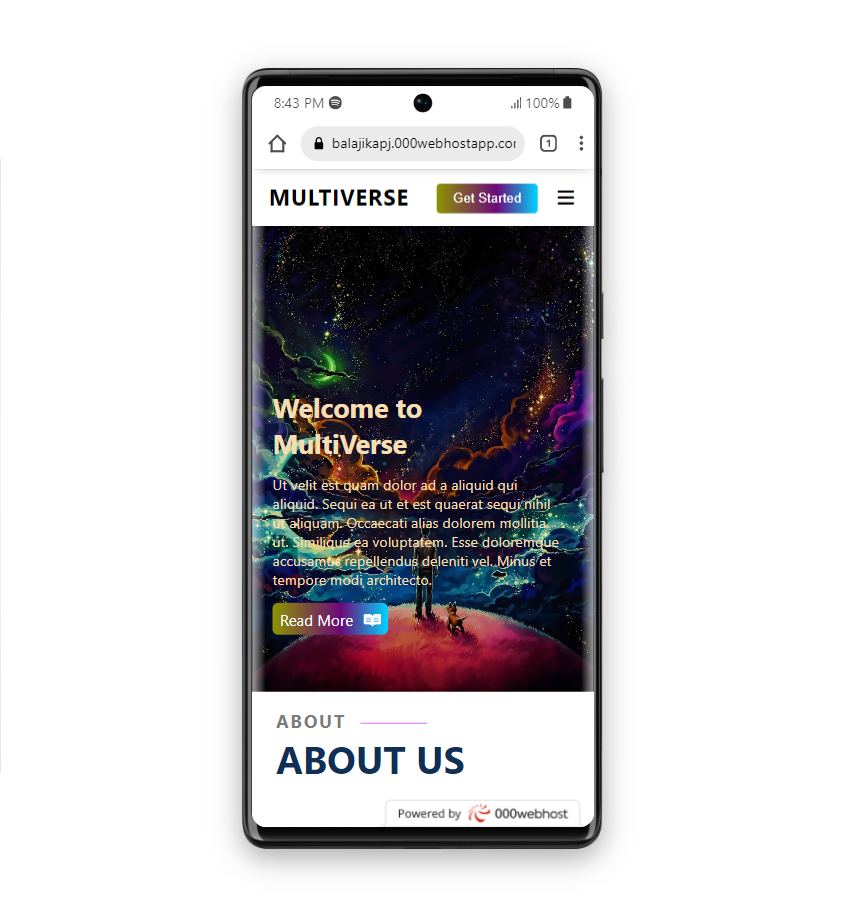 8:43 PM
100%
balajikapj.000webhostapp.co
1
MULTIVERSE
Get Started
Welcome to
MultiVerse
Ut velit est quam dolor ad a aliquid qui
aliquid. Sequi ea ut et est quaerat sequi nihil
ut aliquam. Occaecati alias dolorem mollitia
ut. Similique ea voluptatem. Esse doloremque
accusamus repellendus deleniti vel. Minus et
tempore modi architecto.
Read More
ABOUT
ABOUT US
Powered by 000webhost